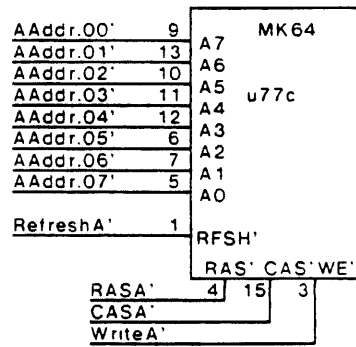 MK64
u77c
AAddr.00' 9 A7
AAddr.01' 13 A6
AAddr.02' 10 A5
AAddr.03' 11 A4
AAddr.04' 12 A3
AAddr.05' 6 A2
AAddr.06' 7 A1
AAddr.07' 5 A0
RefreshA' 1 RFSH'
RAS' CAS' WE'
RASA' 4 15 3
CASA'
WriteA'